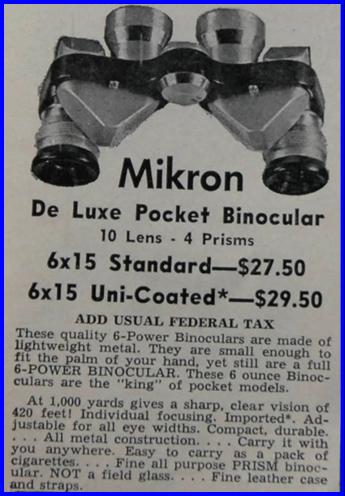 Mikron
De Luxe Pocket Binocular
10 Lens - 4 Prisms
6x15 Standard—$27.50
6x15 Uni-Coated*—$29.50
ADD USUAL FEDERAL TAX
These quality 6-Power Binoculars are made of
lightweight metal. They are small enough to
fit the palm of your hand, yet still are a full
6-POWER BINOCULAR. These 6 ounce Binoc-
culars are the "king" of pocket models.
At 1,000 yards gives a sharp, clear vision of
420 feet! Individual focusing. Imported*. Ad-
justable for all eye widths. Compact, durable.
. . . . All metal construction. . . . Carry it with
you anywhere. Easy to carry as a pack of
cigarettes. . . . Fine all purpose PRISM binoc-
ular. NOT a field glass. . . . Fine leather case
and straps.